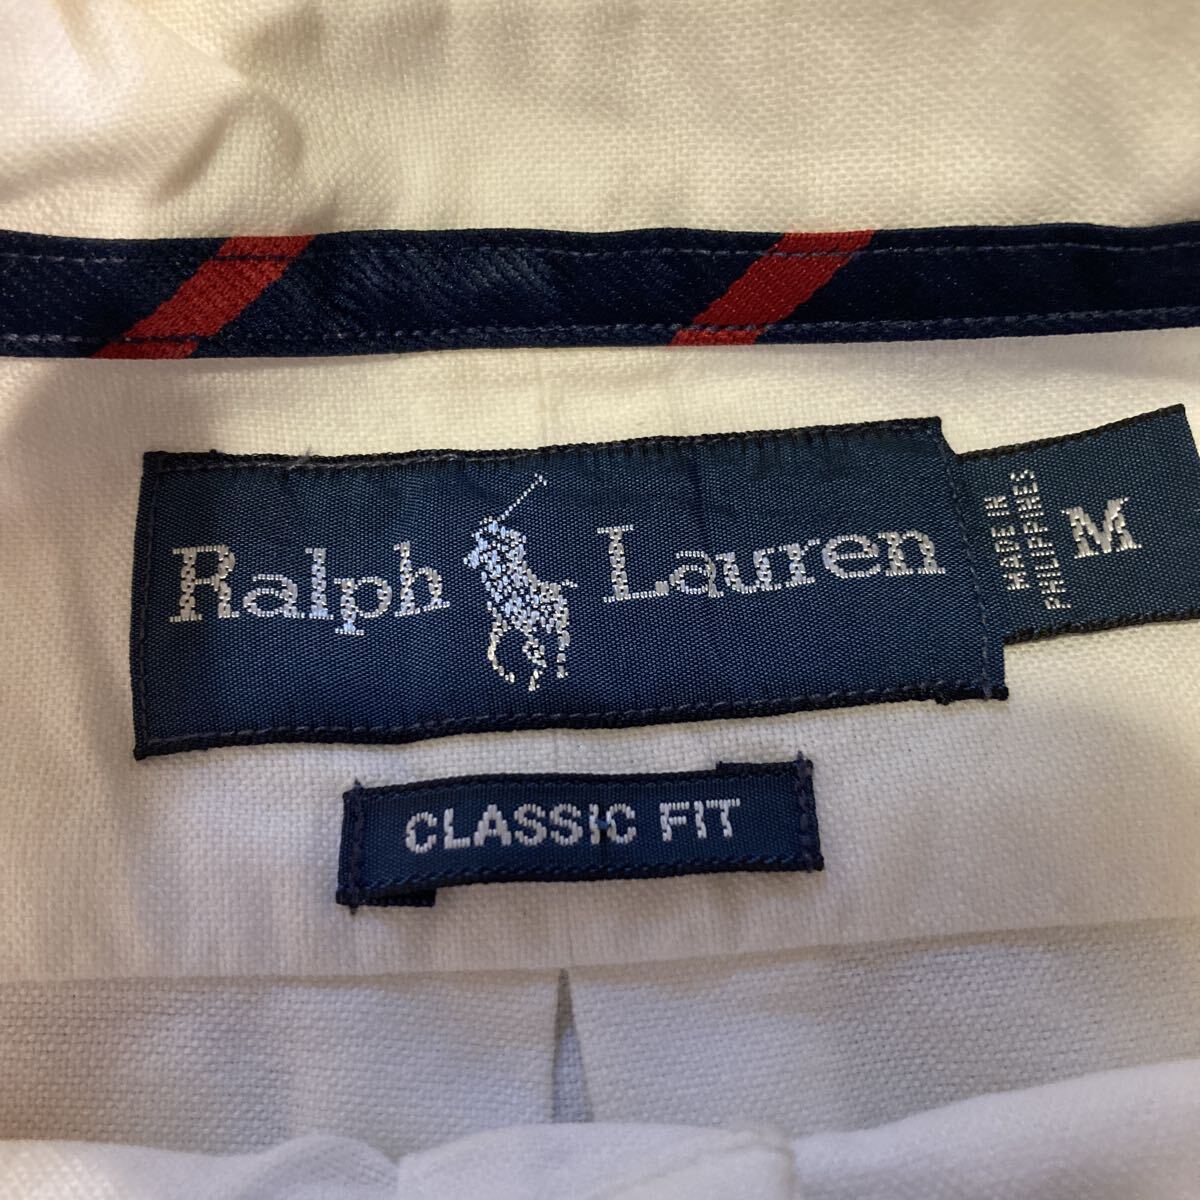 Ralph Lauren
MADE IN
PHILIPPINES
M
CLASSIC FIT